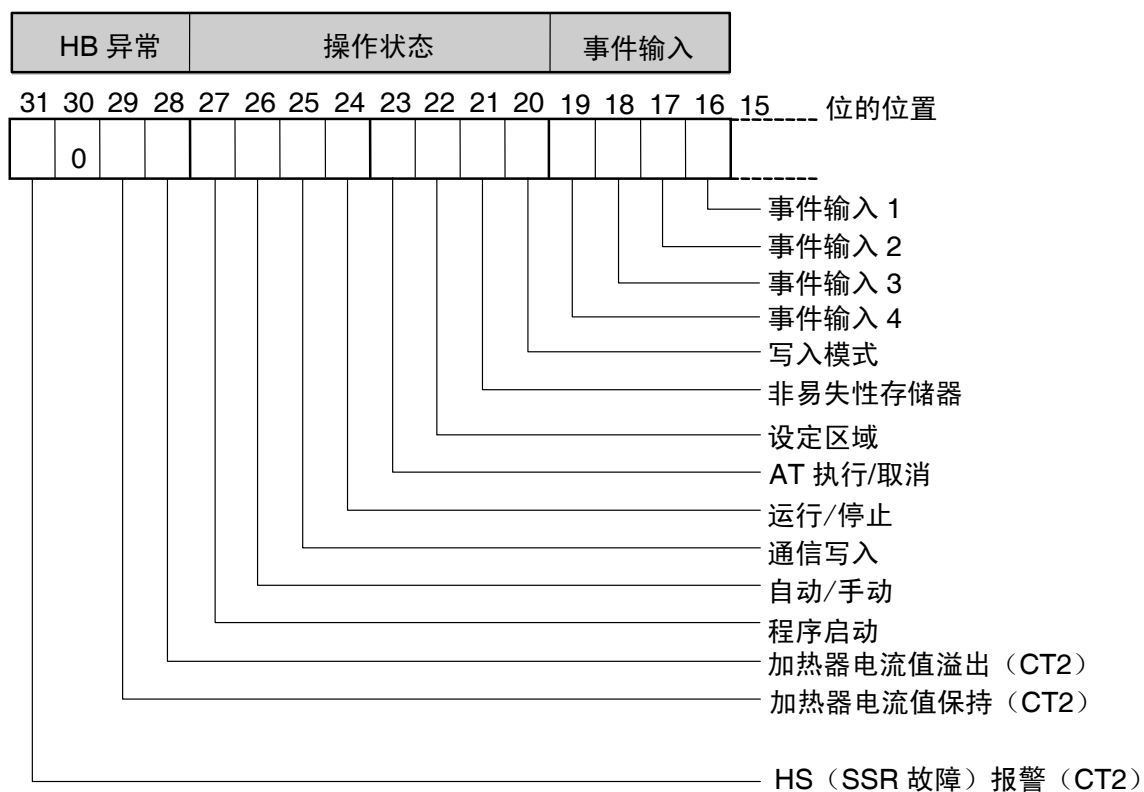 HB 异常 操作状态 事件输入
31 30 29 28 27 26 25 24 23 22 21 20 19 18 17 16 15 位的位置
0
事件输入 1
事件输入 2
事件输入 3
事件输入 4
写入模式
非易失性存储器
设定区域
AT 执行/取消
运行/停止
通信写入
自动/手动
程序启动
加热器电流值溢出（CT2）
加热器电流值保持（CT2）
HS（SSR 故障）报警（CT2）